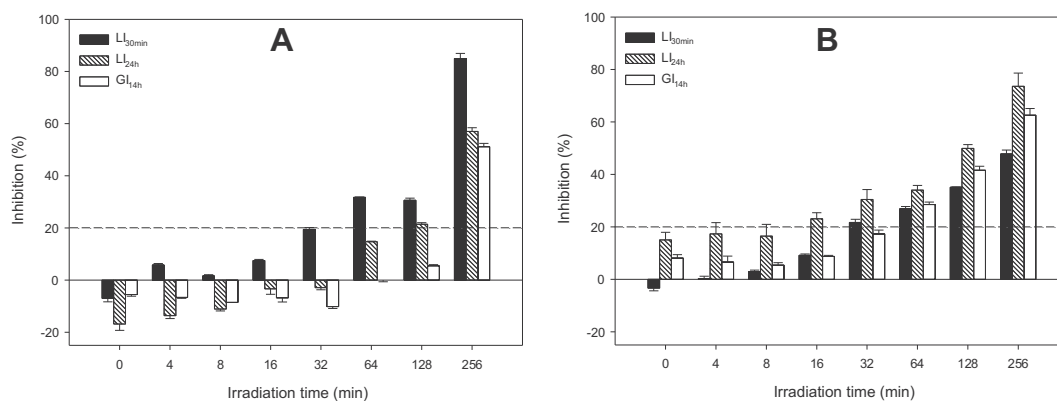 A
LI30min
LI24h
GI14h
Inhibition (%)
100
80
60
40
20
0
-20
0 4 8 16 32 64 128 256
Irradiation time (min)
B
LI30min
LI24h
GI14h
Inhibition (%)
100
80
60
40
20
0
-20
0 4 8 16 32 64 128 256
Irradiation time (min)